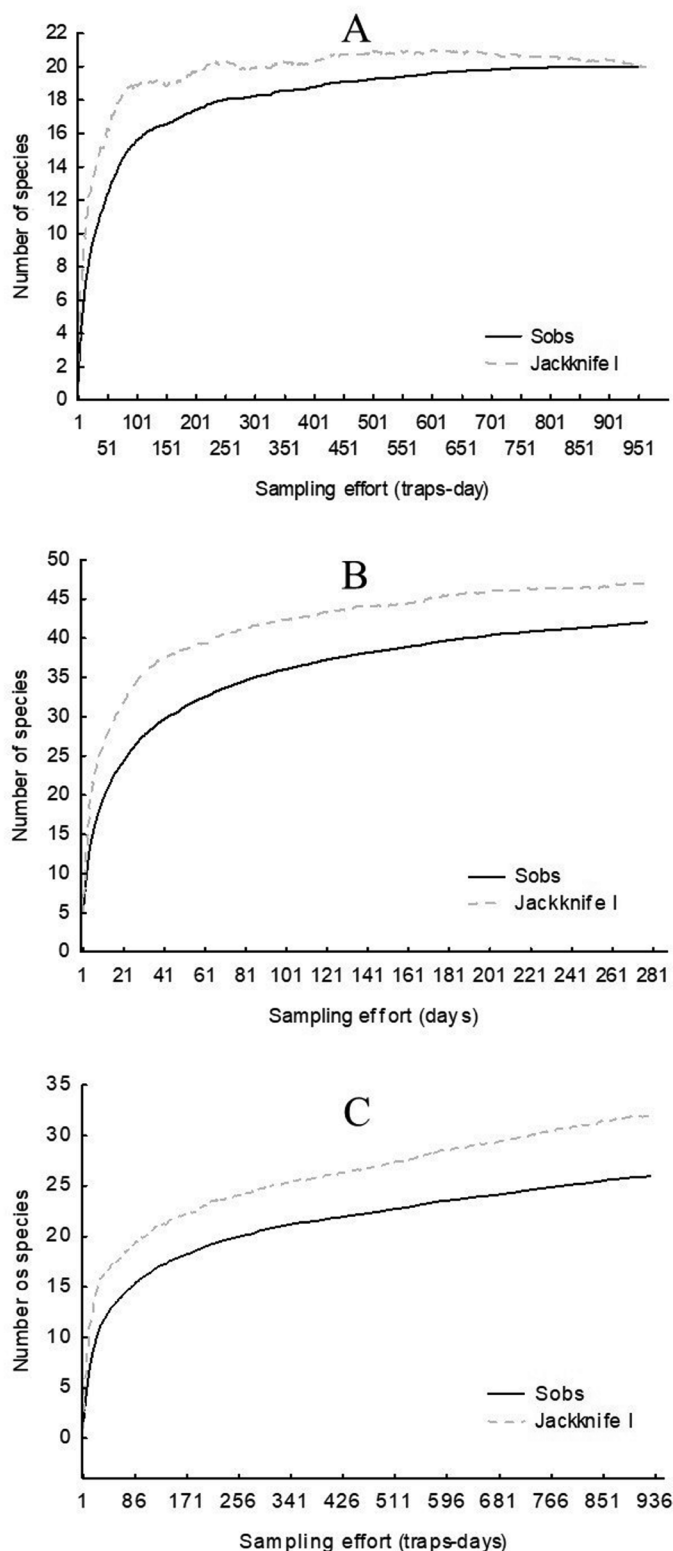 A
Number of species
22
20
18
16
14
12
10
8
6
4
2
0
Sobs
Jackknife I
1 101 201 301 401 501 601 701 801 901
51 151 251 351 451 551 651 751 851 951
Sampling effort (traps-day)
B
Number of species
50
45
40
35
30
25
20
15
10
5
0
Sobs
Jackknife I
1 21 41 61 81 101 121 141 161 181 201 221 241 261 281
Sampling effort (days)
C
Number os species
35
30
25
20
15
10
5
0
Sobs
Jackknife I
1 86 171 256 341 426 511 596 681 766 851 936
Sampling effort (traps-days)